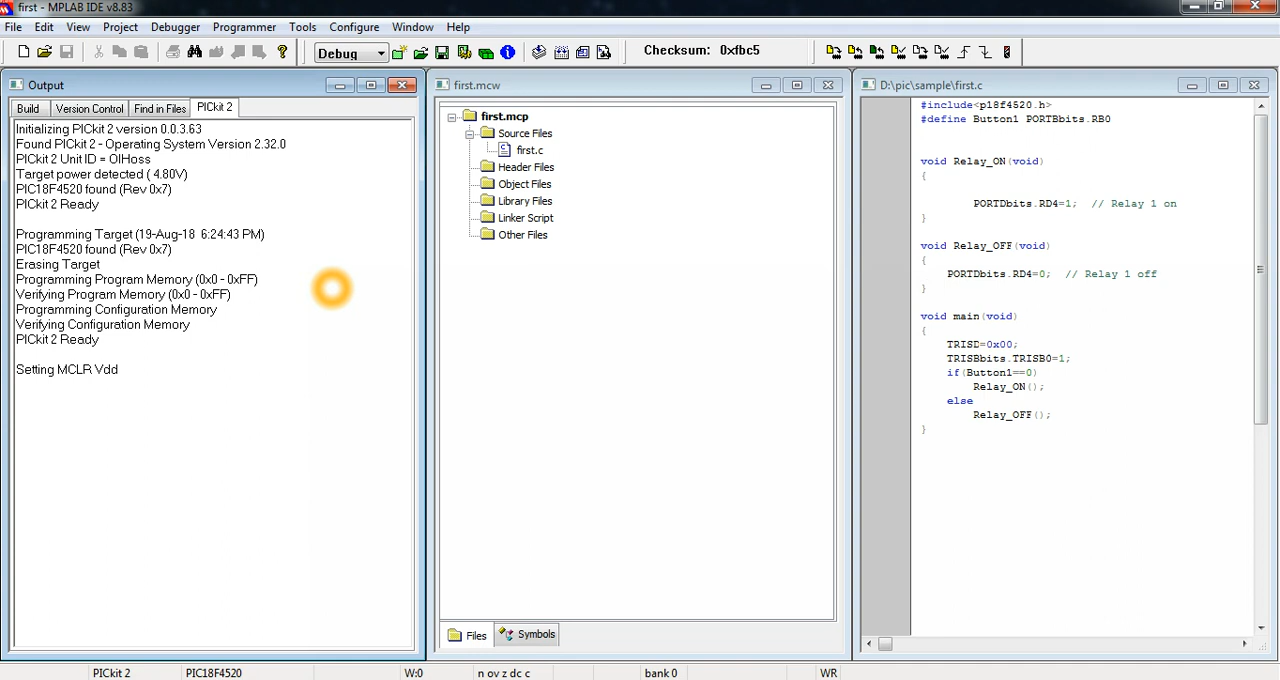 first - MPLAB IDE v8.83
File Edit View Project Debugger Programmer Tools Configure Window Help
Debug Checksum: 0xfbc5
Output
Build Version Control Find in Files PICkit 2
Initializing PICkit 2 version 0.0.3.63
Found PICkit 2 - Operating System Version 2.32.0
PICkit 2 Unit ID = OlHoss
Target power detected ( 4.80V)
PIC18F4520 found (Rev 0x7)
PICkit 2 Ready
Programming Target (19-Aug-18 6:24:43 PM)
PIC18F4520 found (Rev 0x7)
Erasing Target
Programming Program Memory (0x0 - 0xFF)
Verifying Program Memory (0x0 - 0xFF)
Programming Configuration Memory
Verifying Configuration Memory
PICkit 2 Ready
Setting MCLR Vdd
first.mcw
first.mcp
Source Files
first.c
Header Files
Object Files
Library Files
Linker Script
Other Files
Files Symbols
D:\pic\sample\first.c
#include<p18f4520.h>
#define Button1 PORTBbits.RB0
void Relay_ON(void)
{
PORTDbits.RD4=1; // Relay 1 on
}
void Relay_OFF(void)
{
PORTDbits.RD4=0; // Relay 1 off
}
void main(void)
{
TRISD=0x00;
TRISBbits.TRISB0=1;
if(Button1==0)
Relay_ON();
else
Relay_OFF();
}
PICkit 2 PIC18F4520 W:0 n ov z dc c bank 0 WR